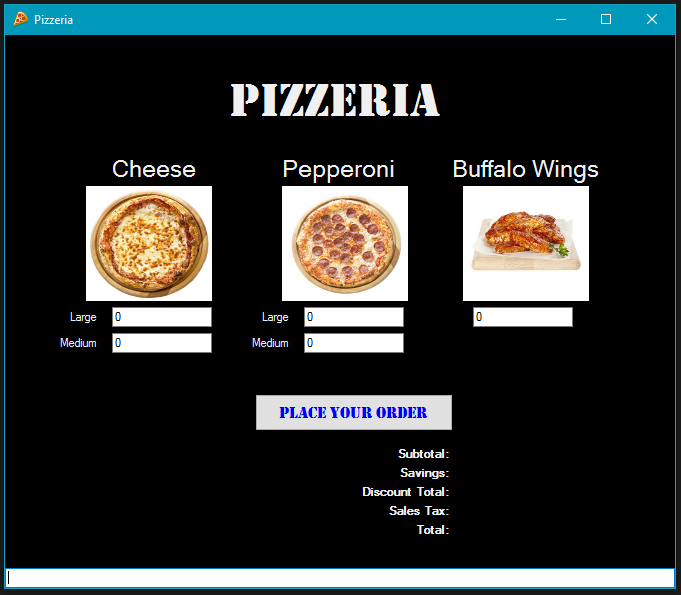 Pizzeria
PIZZERIA
Cheese Pepperoni Buffalo Wings
Large 0 Large 0 0
Medium 0 Medium 0
PLACE YOUR ORDER
Subtotal:
Savings:
Discount Total:
Sales Tax:
Total: